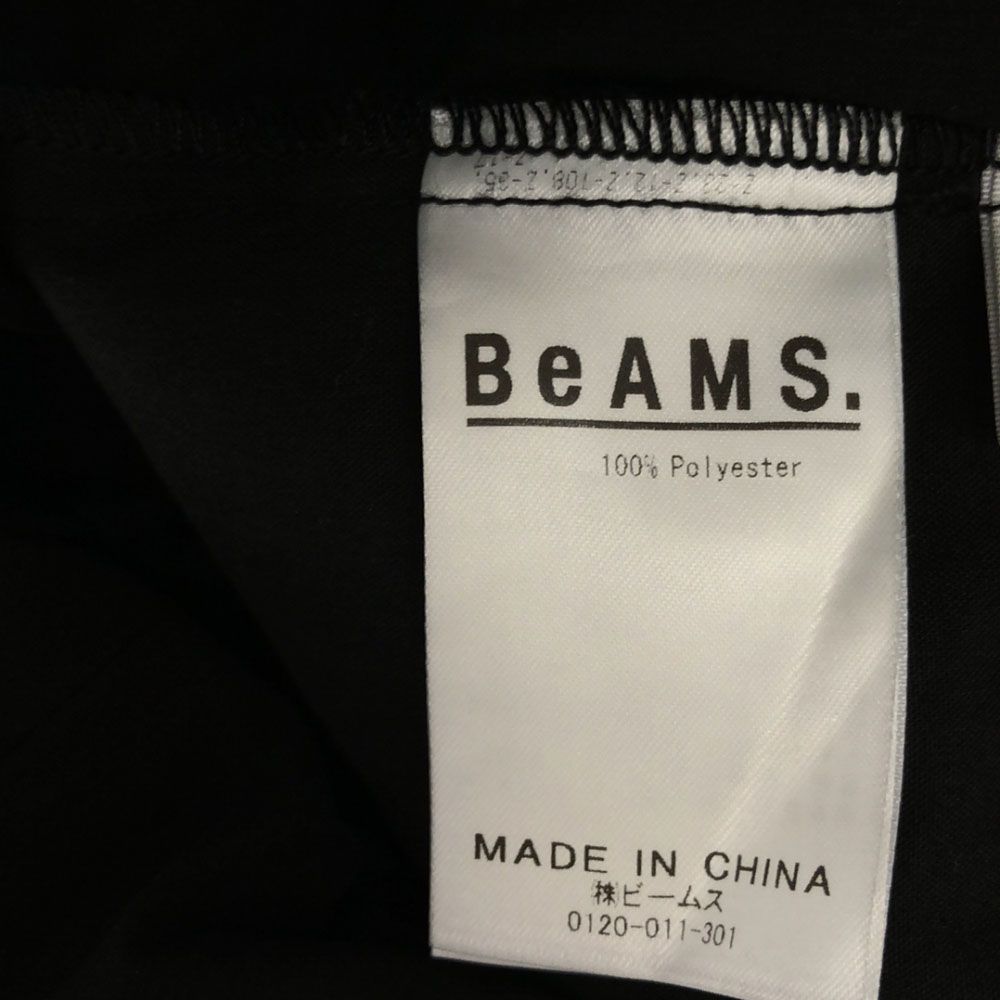 BeAMS.
100% Polyester
MADE IN CHINA
㈱ビームス
0120-011-301